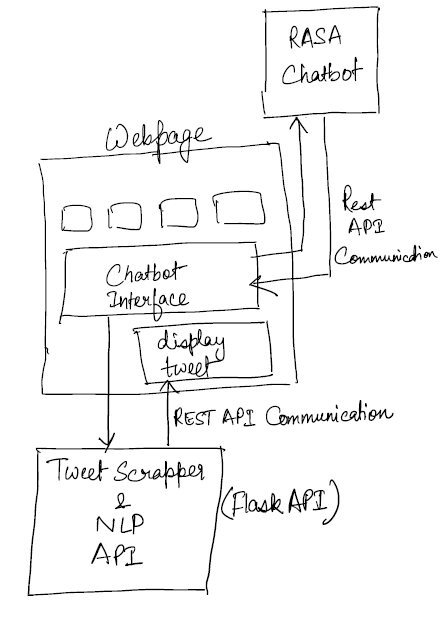 RASA
Chatbot
Webpage
Rest
API
Communication
Chatbot
Interface
display
tweet
REST API Communication
Tweet Scrapper
&
NLP
API
(Flask API)